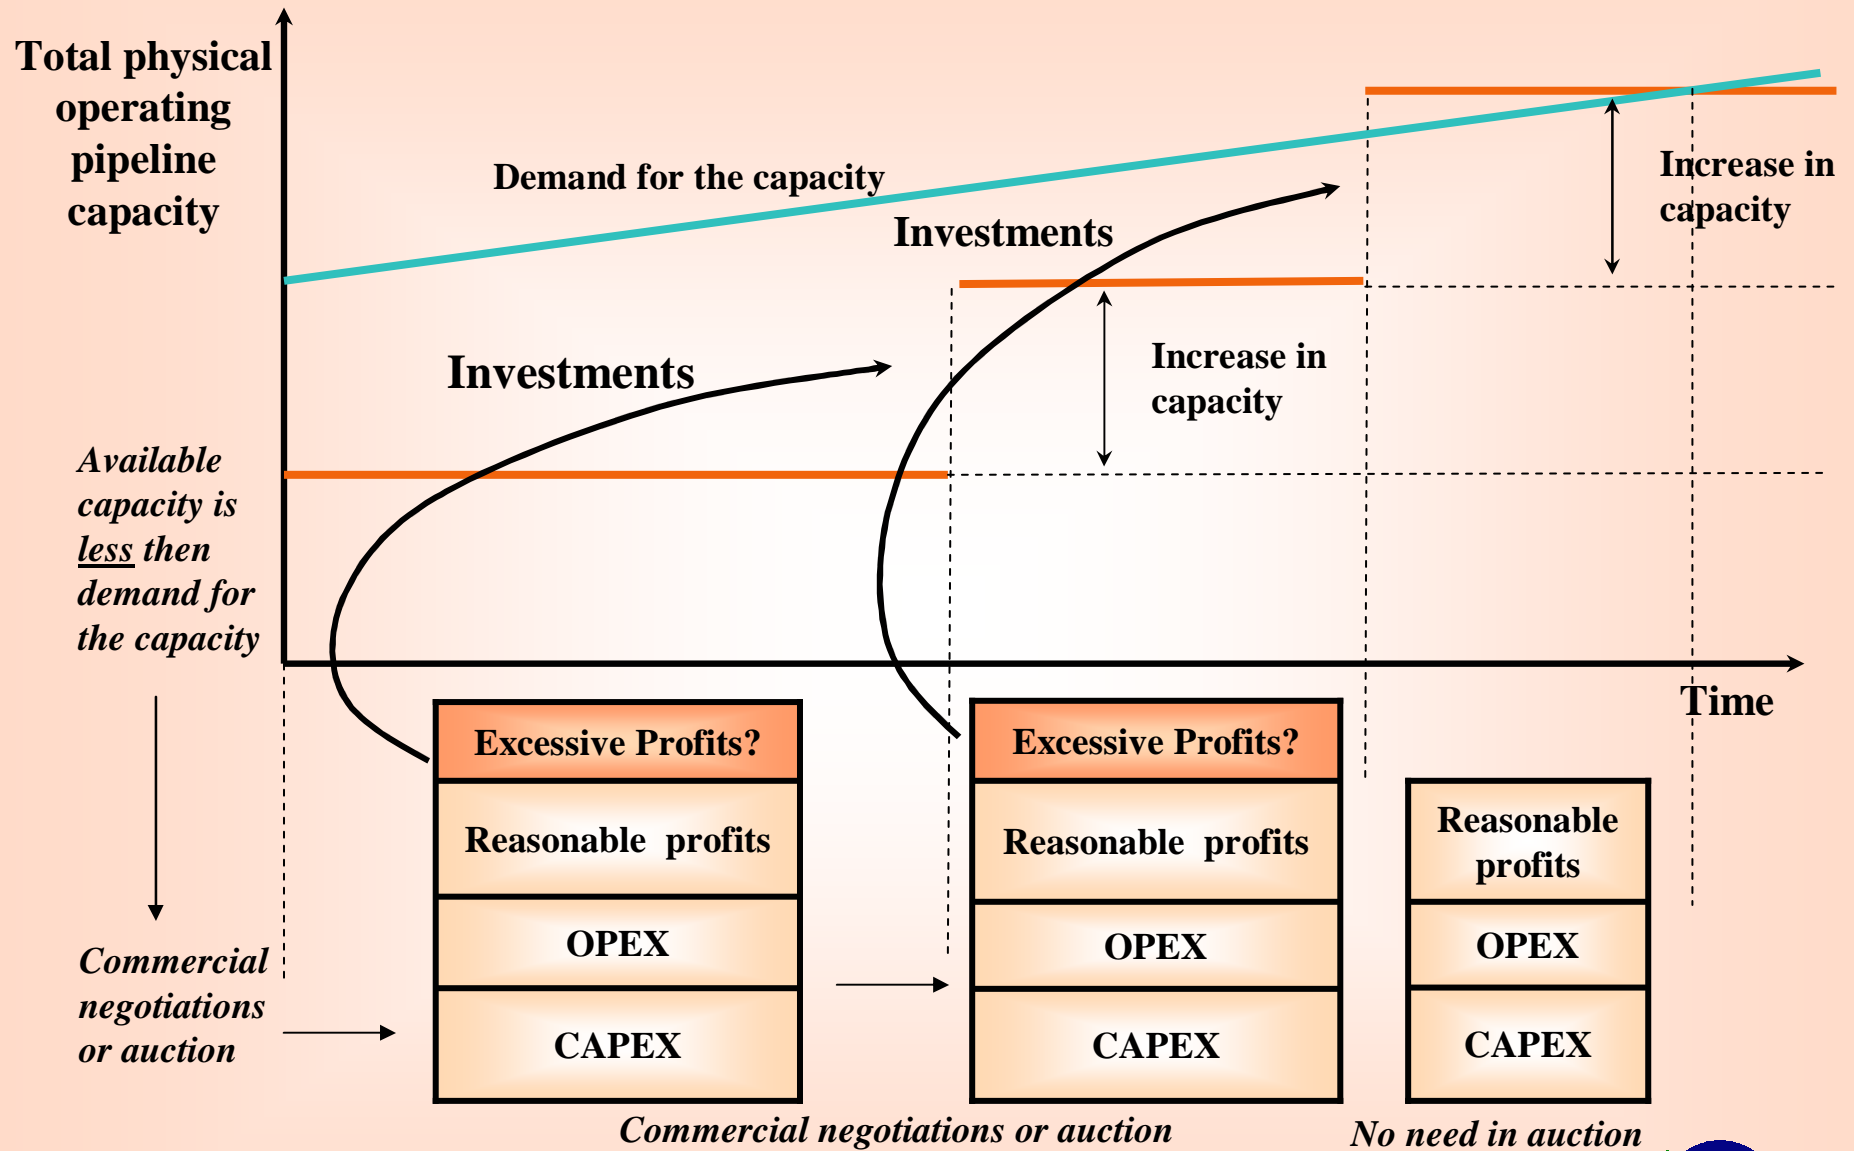 Total physical
operating
pipeline
capacity
Demand for the capacity
Investments
Increase in
capacity
Investments
Increase in
capacity
Available
capacity is
less then
demand for
the capacity
Time
Excessive Profits?
Reasonable profits
OPEX
CAPEX
Excessive Profits?
Reasonable profits
OPEX
CAPEX
Reasonable
profits
OPEX
CAPEX
Commercial
negotiations
or auction
Commercial negotiations or auction
No need in auction